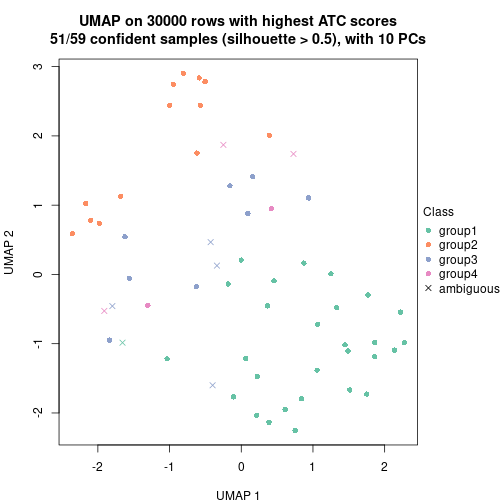 UMAP on 30000 rows with highest ATC scores
51/59 confident samples (silhouette > 0.5), with 10 PCs
3
2
1
0
-1
-2
UMAP 2
-2
-1
0
1
2
UMAP 1
Class
group1
group2
group3
group4
ambiguous